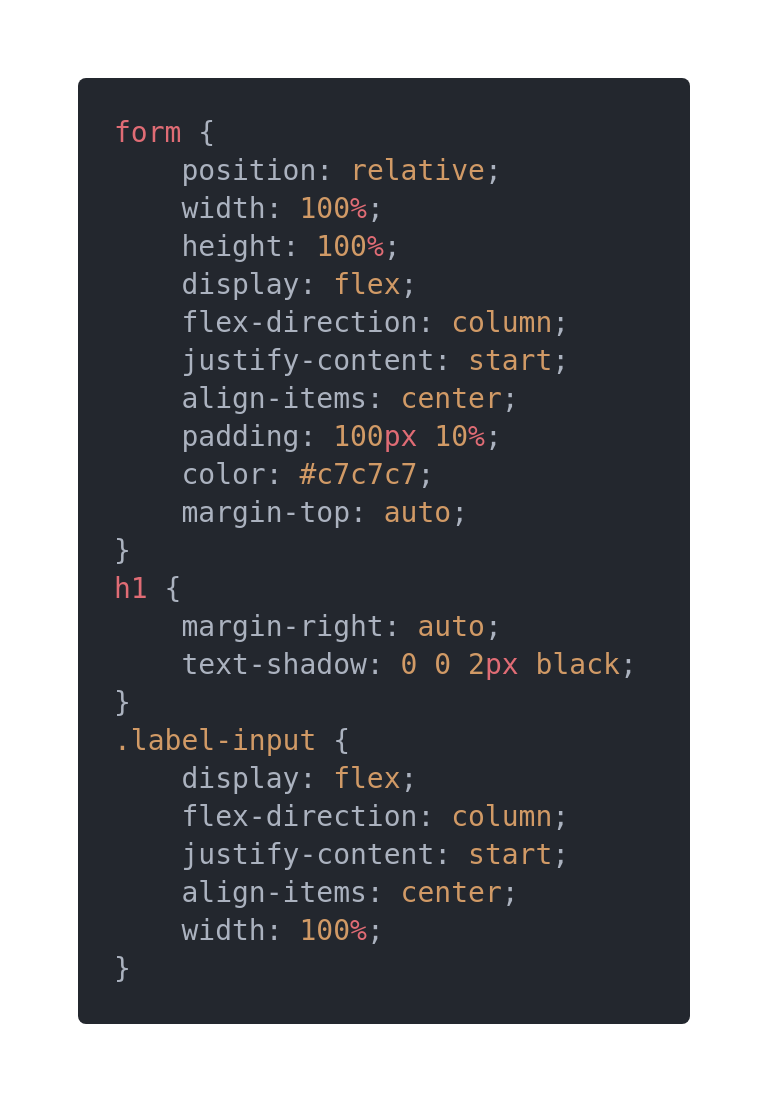 form {
    position: relative;
    width: 100%;
    height: 100%;
    display: flex;
    flex-direction: column;
    justify-content: start;
    align-items: center;
    padding: 100px 10%;
    color: #c7c7c7;
    margin-top: auto;
}
h1 {
    margin-right: auto;
    text-shadow: 0 0 2px black;
}
.label-input {
    display: flex;
    flex-direction: column;
    justify-content: start;
    align-items: center;
    width: 100%;
}